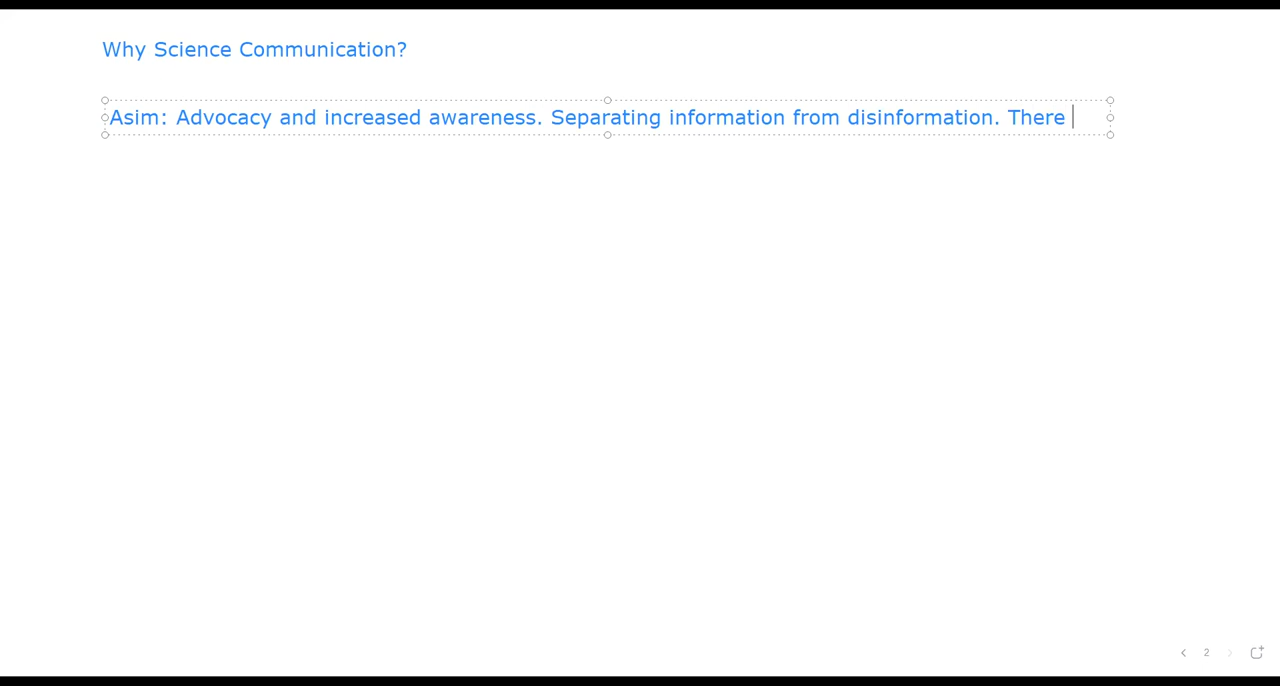 Why Science Communication?
Asim: Advocacy and increased awareness. Separating information from disinformation. There
2